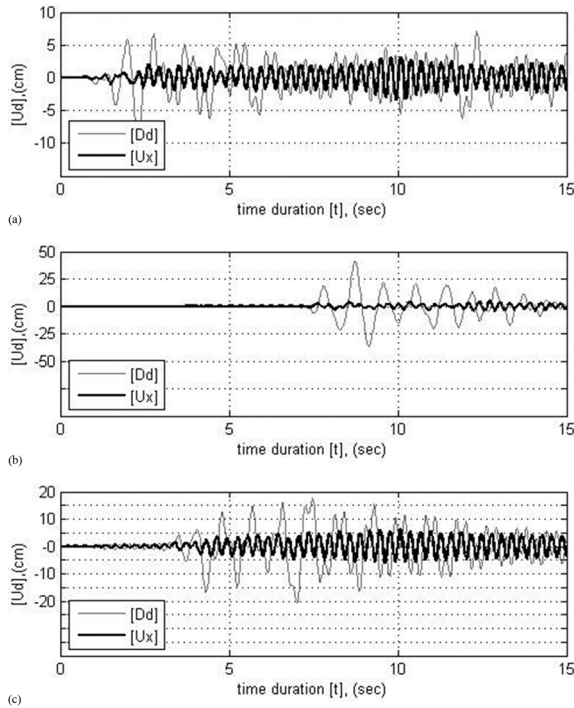 10
5
0
-5
-10
[Ud],(cm)
[Dd]
[Ux]
0
5
10
15
time duration [t], (sec)
(a)
50
25
0
-25
-50
[Ud],(cm)
[Dd]
[Ux]
0
5
10
15
time duration [t], (sec)
(b)
20
10
-0
-10
-20
[Ud],(cm)
[Dd]
[Ux]
0
5
10
15
time duration [t], (sec)
(c)